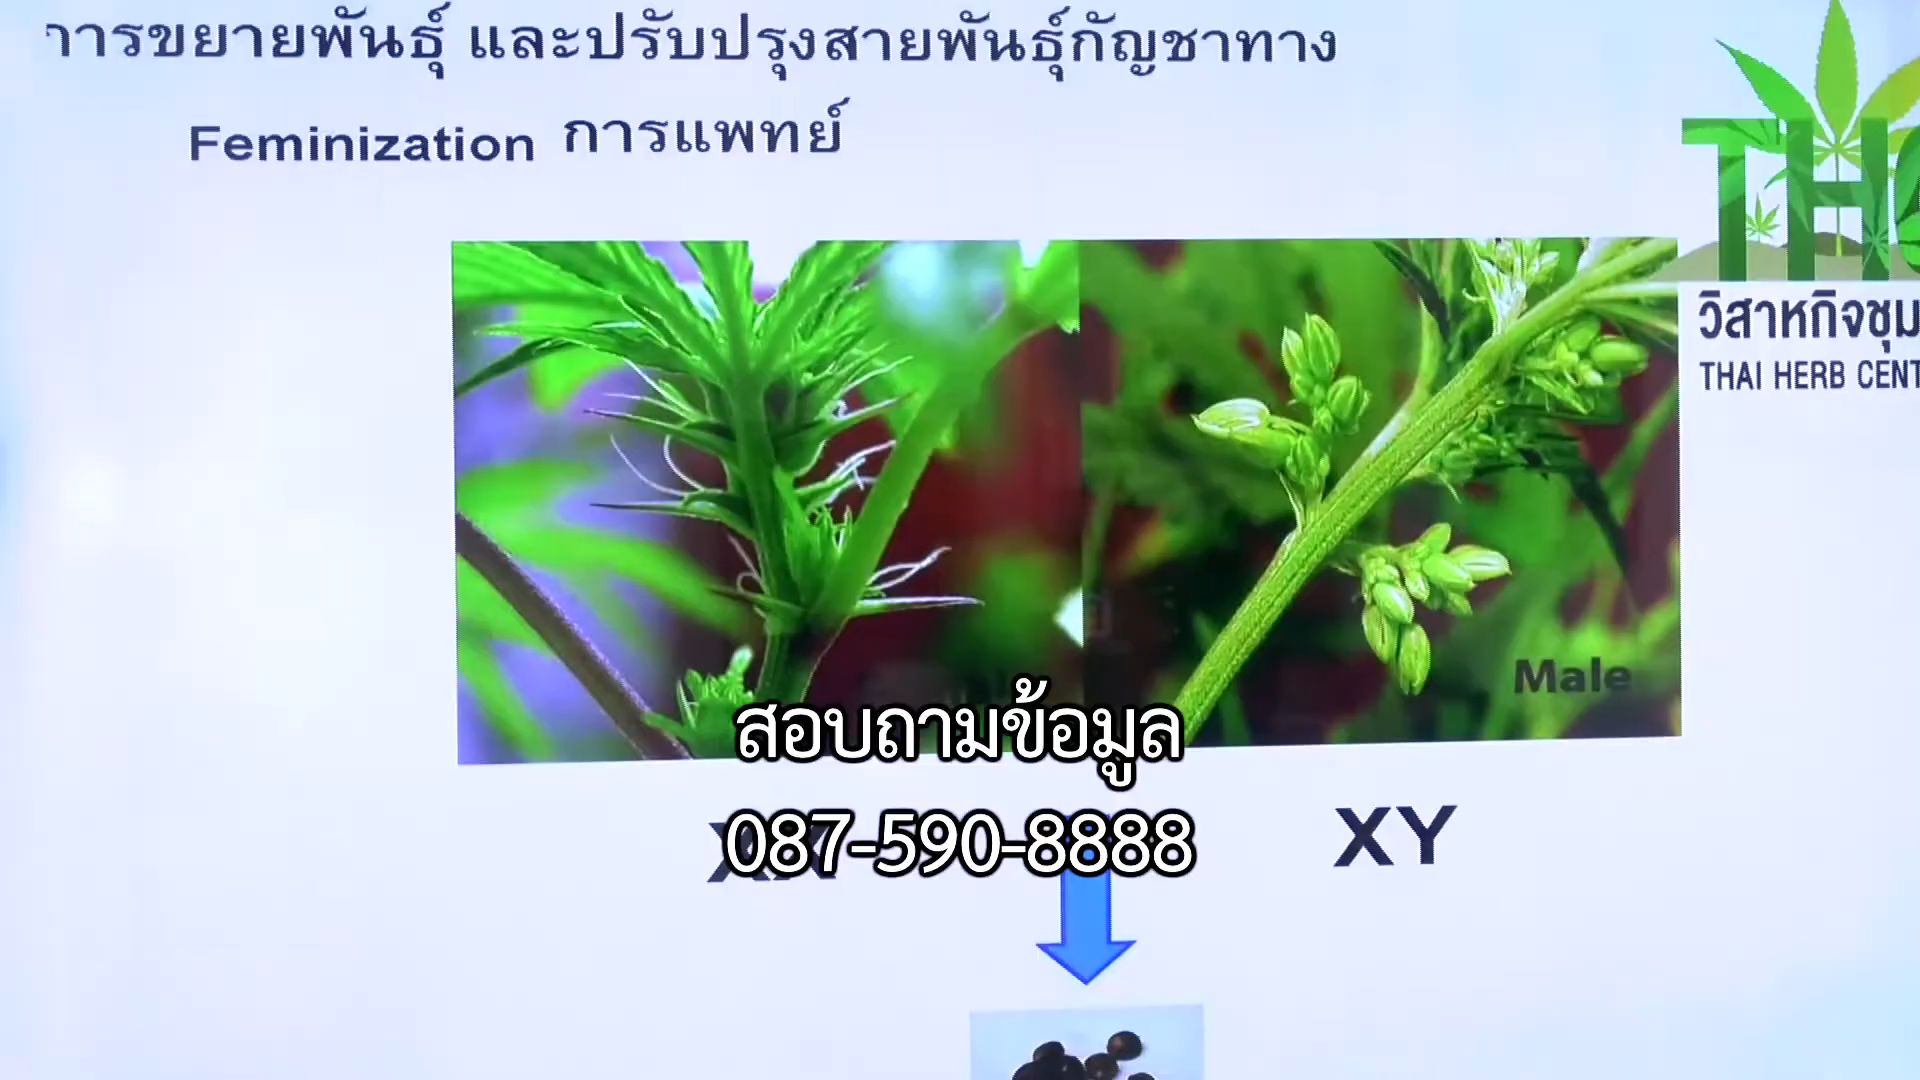 การขยายพันธุ์ และปรับปรุงสายพันธุ์กัญชาทาง
Feminization การแพทย์
THC
วิสาหกิจชุม
THAI HERB CENT
Male
สอบถามข้อมูล
087-590-8888
XX
XY